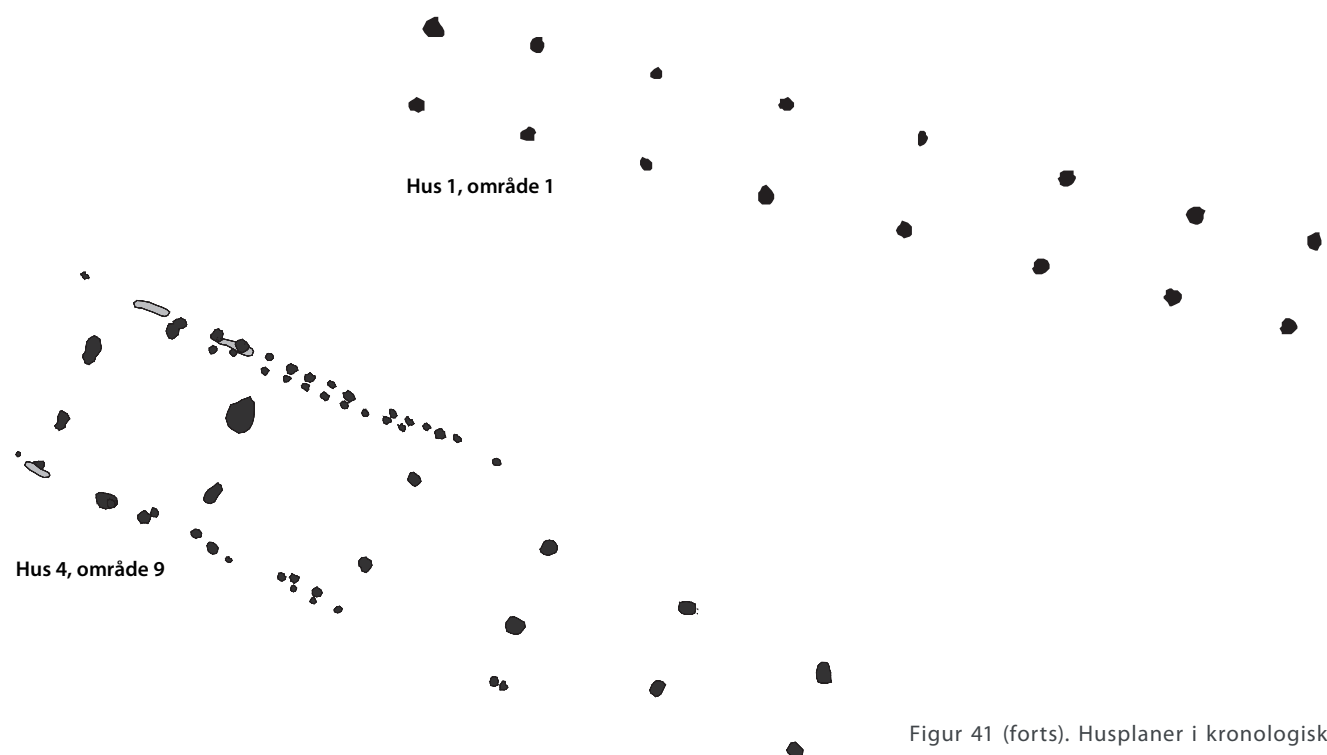 Hus 1, område 1
Hus 4, område 9
Figur 41 (forts). Husplaner i kronologisk